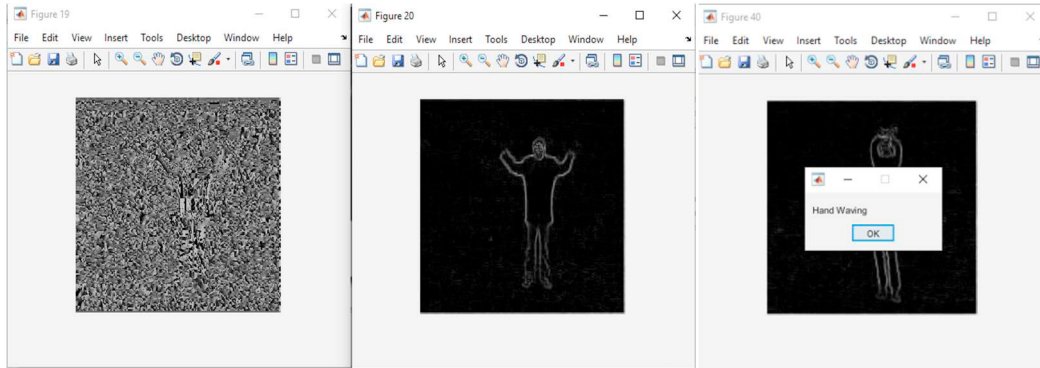 Figure 19
File Edit View Insert Tools Desktop Window Help
Figure 20
File Edit View Insert Tools Desktop Window Help
Figure 40
File Edit View Insert Tools Desktop Window Help
Hand Waving
OK